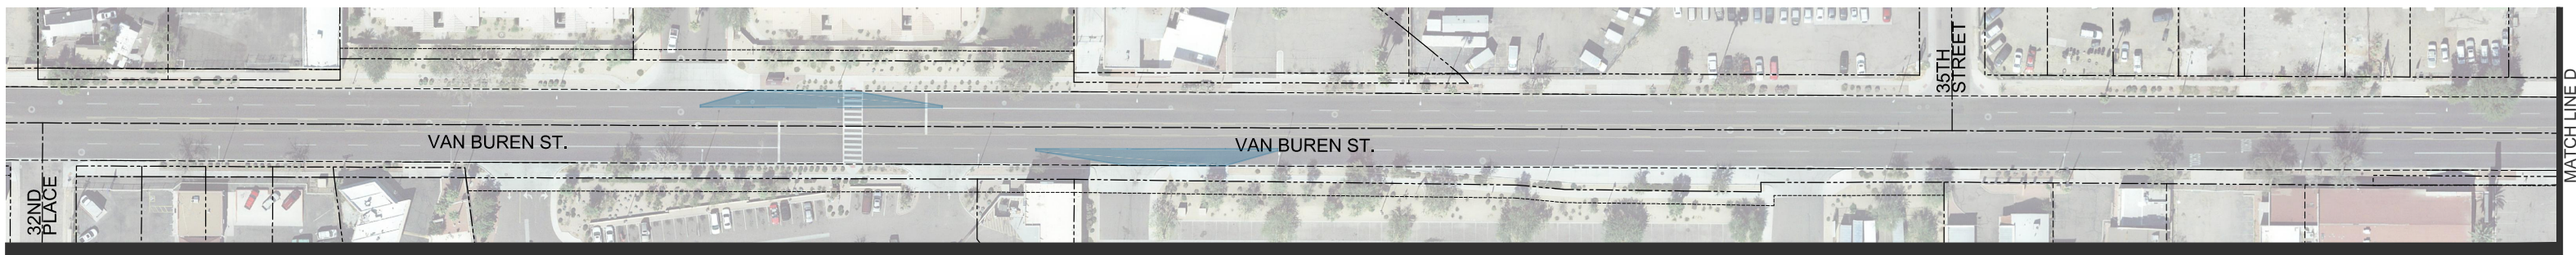 35TH
STREET
VAN BUREN ST.
VAN BUREN ST.
32ND
PLACE
MATCH LINE D